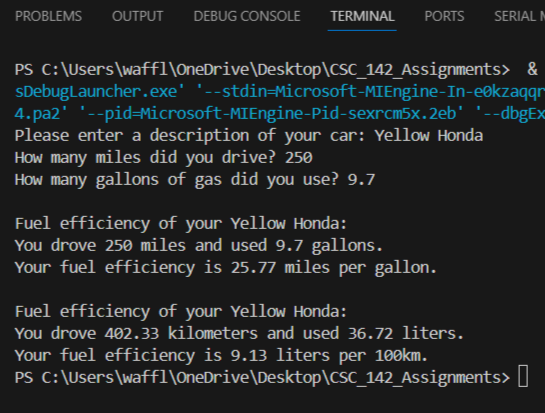 PROBLEMS OUTPUT DEBUG CONSOLE TERMINAL PORTS SERIAL
PS C:\Users\waffl\OneDrive\Desktop\CSC_142_Assignments> &
sDebugLauncher.exe' '--stdin=Microsoft-MIEngine-In-e0kzaqqr
4.pa2' '--pid=Microsoft-MIEngine-Pid-sexrcm5x.2eb' '--dbgEx
Please enter a description of your car: Yellow Honda
How many miles did you drive? 250
How many gallons of gas did you use? 9.7
Fuel efficiency of your Yellow Honda:
You drove 250 miles and used 9.7 gallons.
Your fuel efficiency is 25.77 miles per gallon.
Fuel efficiency of your Yellow Honda:
You drove 402.33 kilometers and used 36.72 liters.
Your fuel efficiency is 9.13 liters per 100km.
PS C:\Users\waffl\OneDrive\Desktop\CSC_142_Assignments>